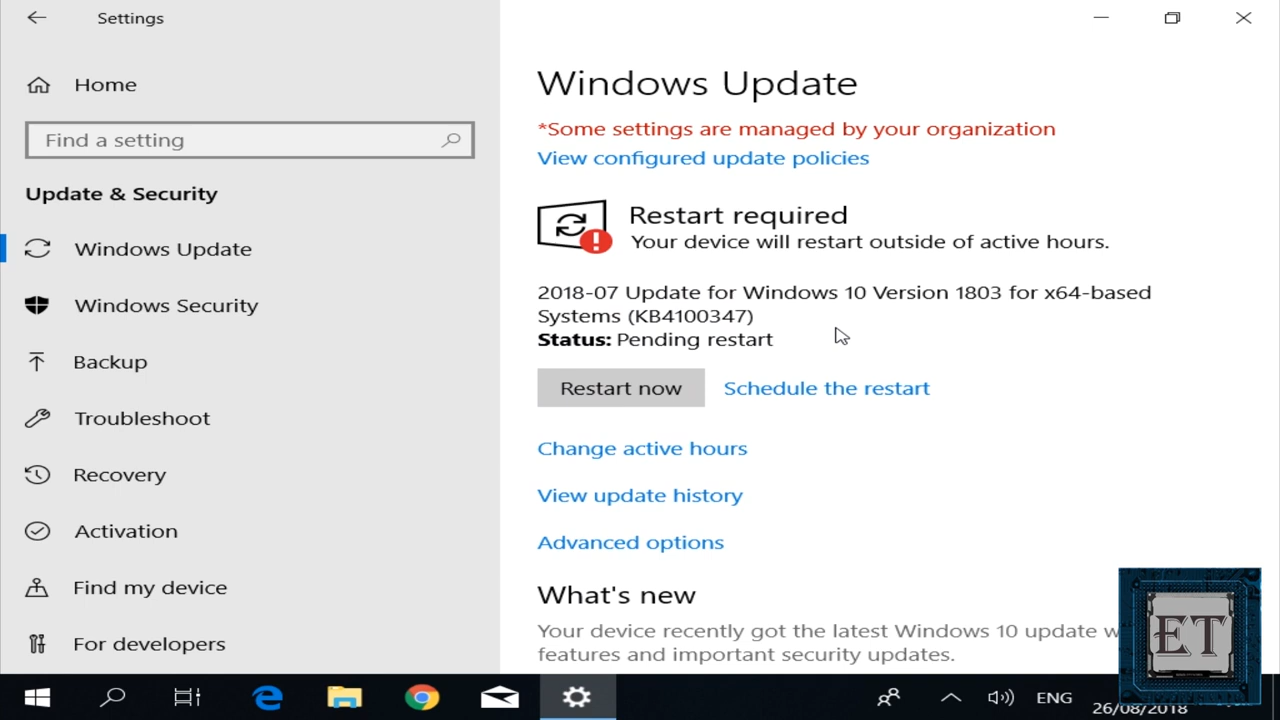 Settings
Home
Find a setting
Update & Security
Windows Update
Windows Security
Backup
Troubleshoot
Recovery
Activation
Find my device
For developers
Windows Update
*Some settings are managed by your organization
View configured update policies
Restart required
Your device will restart outside of active hours.
2018-07 Update for Windows 10 Version 1803 for x64-based
Systems (KB4100347)
Status: Pending restart
Restart now
Schedule the restart
Change active hours
View update history
Advanced options
What's new
Your device recently got the latest Windows 10 update
features and important security updates.
ET
ENG
26/08/2018